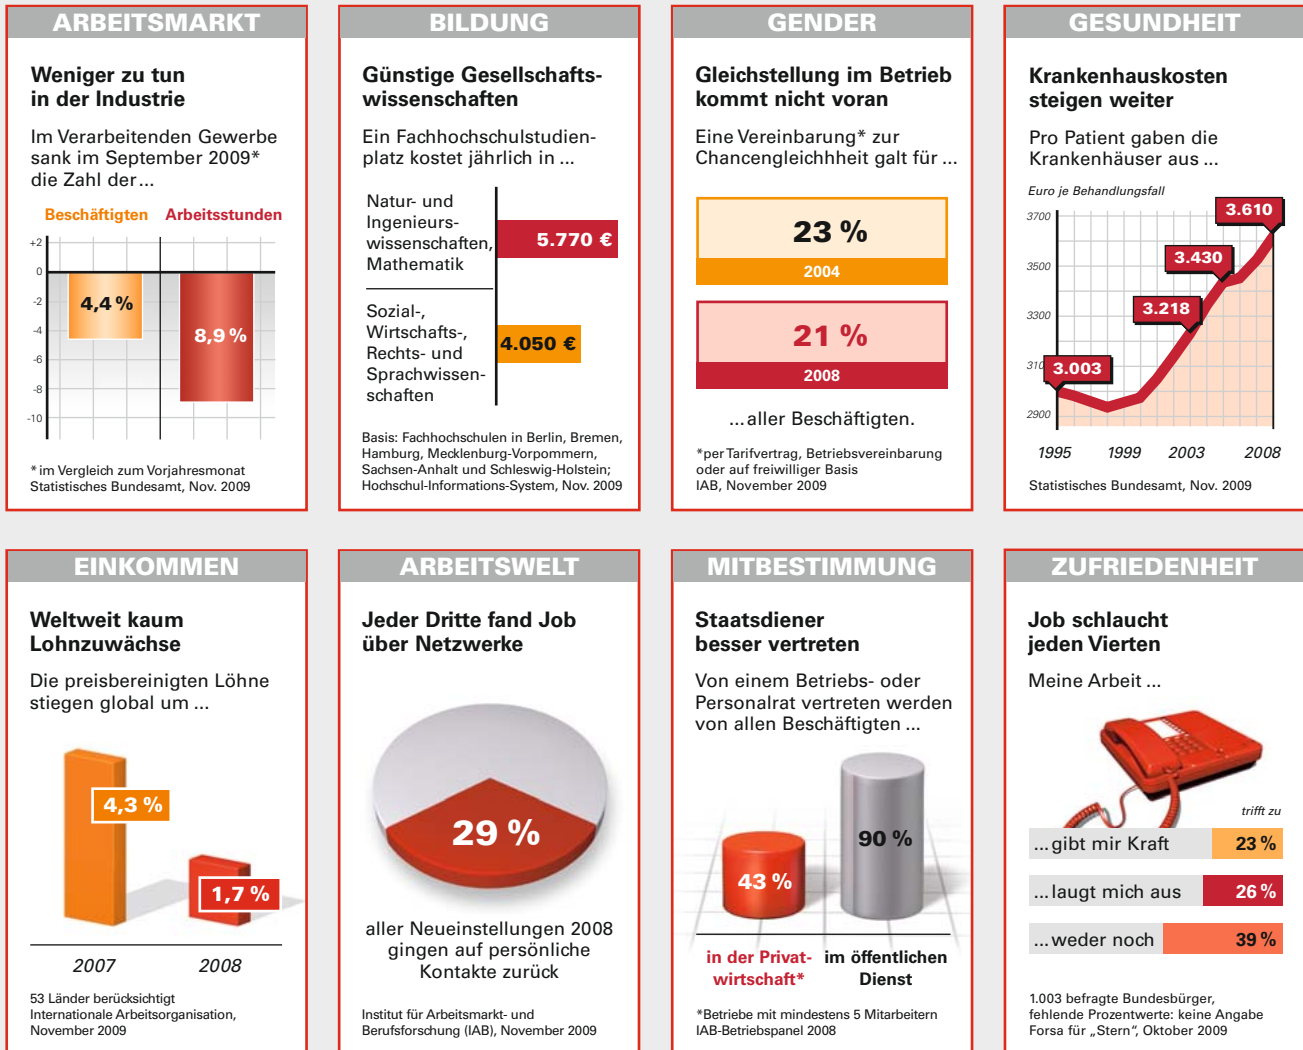 ARBEITSMARKT
Weniger zu tun
in der Industrie
Im Verarbeitenden Gewerbe
sank im September 2009*
die Zahl der ...
Beschäftigten Arbeitsstunden
+2
0
-2
-4
-6
-8
-10
4,4 %
8,9 %
* im Vergleich zum Vorjahresmonat
Statistisches Bundesamt, Nov. 2009
BILDUNG
Günstige Gesellschafts-
wissenschaften
Ein Fachhochschulstudien-
platz kostet jährlich in ...
Natur- und
Ingenieurs-
wissenschaften,
Mathematik
5.770 €
Sozial-,
Wirtschafts-,
Rechts- und
Sprachwissen-
schaften
4.050 €
Basis: Fachhochschulen in Berlin, Bremen,
Hamburg, Mecklenburg-Vorpommern,
Sachsen-Anhalt und Schleswig-Holstein;
Hochschul-Informations-System, Nov. 2009
GENDER
Gleichstellung im Betrieb
kommt nicht voran
Eine Vereinbarung* zur
Chancengleichhheit galt für ...
23 %
2004
21 %
2008
... aller Beschäftigten.
*per Tarifvertrag, Betriebsvereinbarung
oder auf freiwilliger Basis
IAB, November 2009
GESUNDHEIT
Krankenhauskosten
steigen weiter
Pro Patient gaben die
Krankenhäuser aus ...
Euro je Behandlungsfall
3700
3500
3300
310
2900
3.003
3.218
3.430
3.610
1995 1999 2003 2008
Statistisches Bundesamt, Nov. 2009
EINKOMMEN
Weltweit kaum
Lohnzuwächse
Die preisbereinigten Löhne
stiegen global um ...
4,3 %
1,7 %
2007 2008
53 Länder berücksichtigt
Internationale Arbeitsorganisation,
November 2009
ARBEITSWELT
Jeder Dritte fand Job
über Netzwerke
29 %
aller Neueinstellungen 2008
gingen auf persönliche
Kontakte zurück
Institut für Arbeitsmarkt- und
Berufsforschung (IAB), November 2009
MITBESTIMMUNG
Staatsdiener
besser vertreten
Von einem Betriebs- oder
Personalrat vertreten werden
von allen Beschäftigten ...
43 %
90 %
in der Privat-
wirtschaft*
im öffentlichen
Dienst
*Betriebe mit mindestens 5 Mitarbeitern
IAB-Betriebspanel 2008
ZUFRIEDENHEIT
Job schlaucht
jeden Vierten
Meine Arbeit ...
trifft zu
... gibt mir Kraft 23 %
... laugt mich aus 26 %
... weder noch 39 %
1.003 befragte Bundesbürger,
fehlende Prozentwerte: keine Angabe
Forsa für „Stern“, Oktober 2009